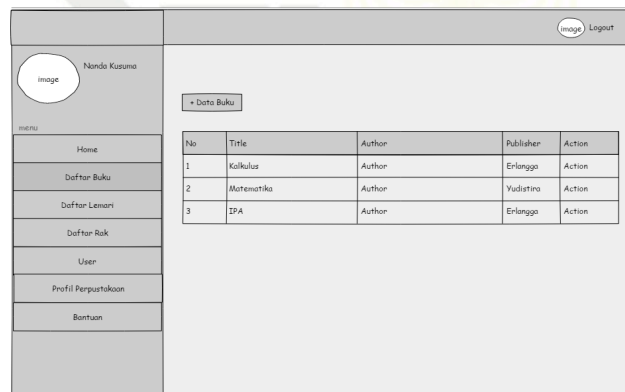 image Logout
image Nanda Kusuma
menu
Home
Daftar Buku
Daftar Lemari
Daftar Rak
User
Profil Perpustakaan
Bantuan
+ Data Buku
No Title Author Publisher Action
1 Kalkulus Author Erlangga Action
2 Matematika Author Yudistira Action
3 IPA Author Erlangga Action